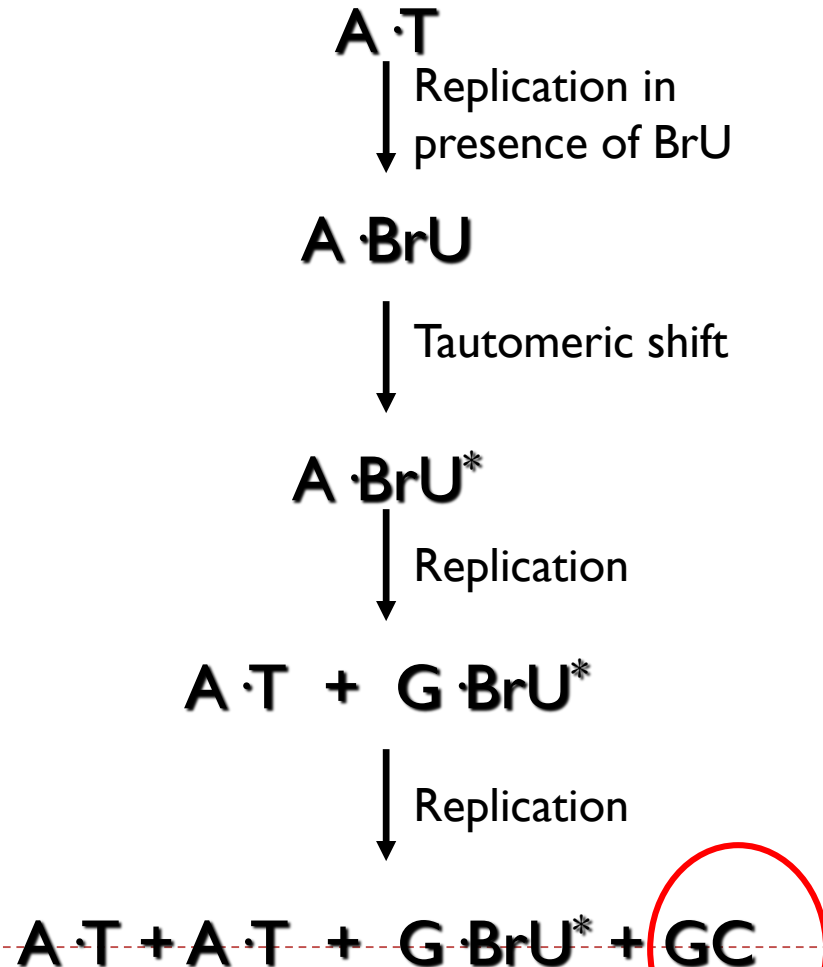 A·T
Replication in
presence of BrU
A·BrU
Tautomeric shift
A·BrU*
Replication
A·T + G·BrU*
Replication
A·T + A·T + G·BrU* + GC